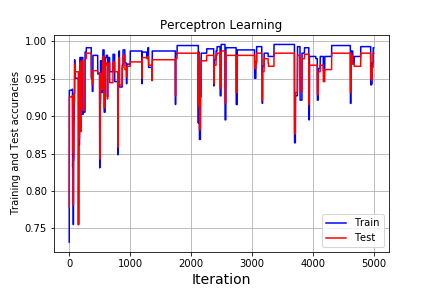 Perceptron Learning
Training and Test accuracies
1.00
0.95
0.90
0.85
0.80
0.75
0 1000 2000 3000 4000 5000
Iteration
Train
Test